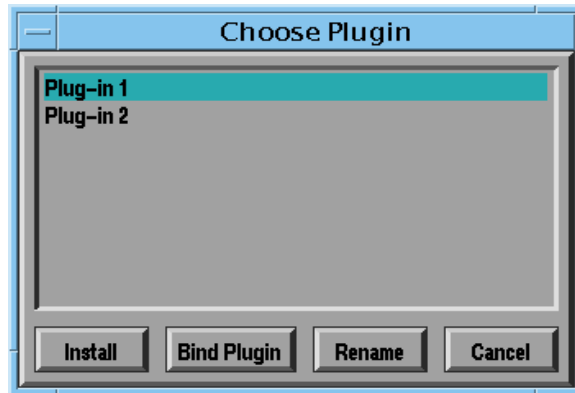 Choose Plugin
Plug-in 1
Plug-in 2
Install Bind Plugin Rename Cancel